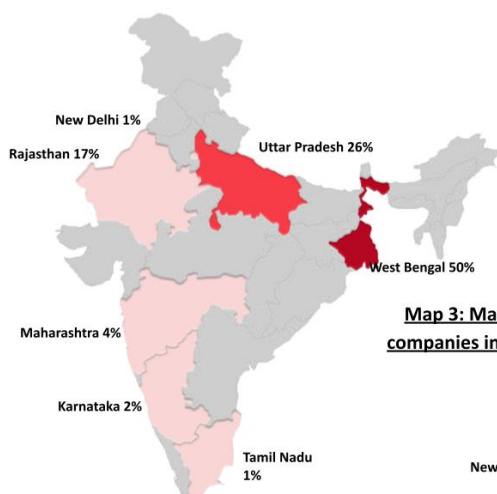 New Delhi 1%
Rajasthan 17%
Uttar Pradesh 26%
West Bengal 50%
Map 3: Ma
companies in
Maharashtra 4%
Karnataka 2%
Tamil Nadu
1%
New